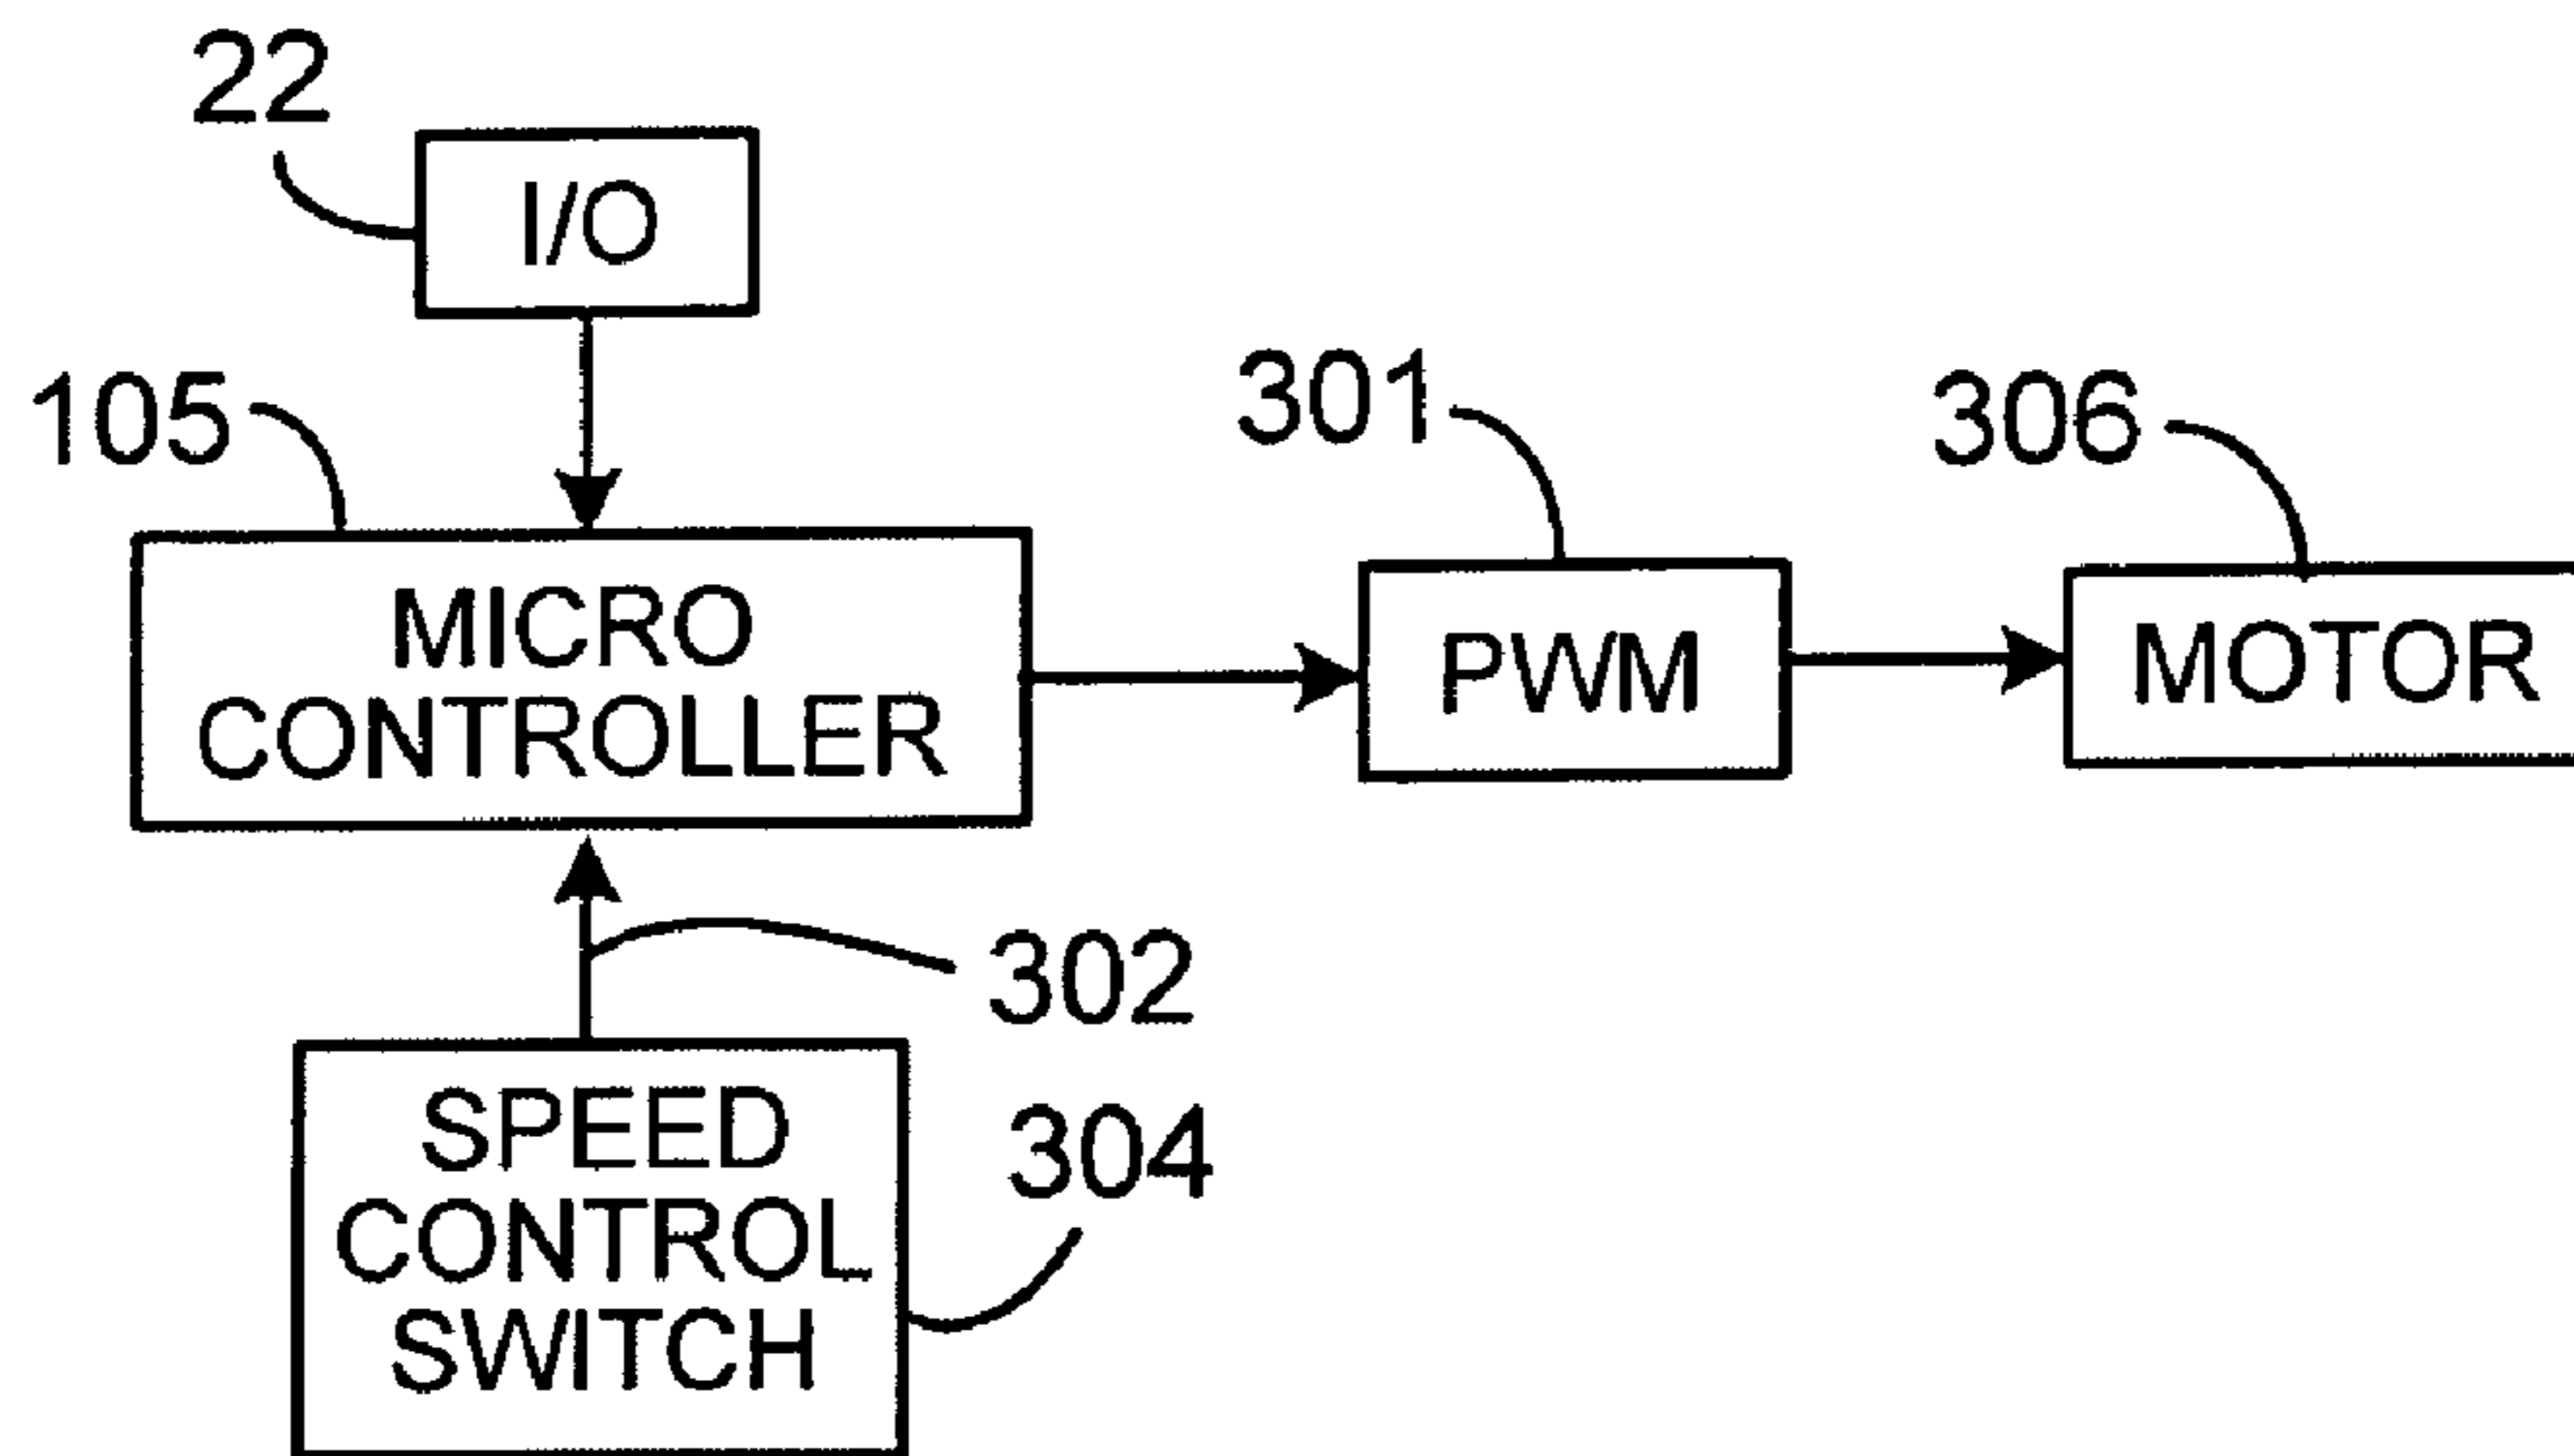 22
I/O
105
301
306
MICRO
CONTROLLER
PWM
MOTOR
302
SPEED
CONTROL
SWITCH
304